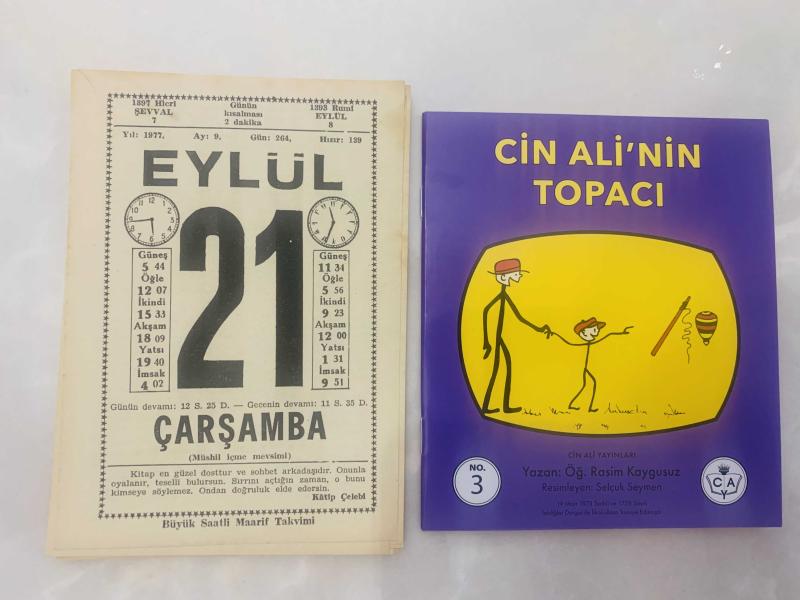 1397 Hicrî
ŞEVVAL
7
Günün
kısalması
2 dakika
1393 Rumî
EYLÜL
8
Yıl: 1977, Ay: 9, Gün: 264, Hızır: 139
EYLÜL
21
Güneş
5 44
Öğle
12 07
İkindi
15 33
Akşam
18 09
Yatsı
19 40
İmsak
4 02
Güneş
11 34
Öğle
5 56
İkindi
9 23
Akşam
12 00
Yatsı
1 31
İmsak
9 51
Günün devamı: 12 S. 25 D. — Gecenin devamı: 11 S. 35 D.
ÇARŞAMBA
(Müshil içme mevsimi)
Kitap en güzel dosttur ve sohbet arkadaşıdır. Onunla
oyalanır, teselli bulursun. Sırrını açtığın zaman, o bunu
kimseye söylemez. Ondan doğruluk elde edersin.
Kâtip Çelebi
Büyük Saatli Maarif Takvimi
CİN ALİ'NİN
TOPACI
CİN ALİ YAYINLARI
Yazan: Öğ. Rasim Kaygusuz
Resimleyen: Selçuk Seymen
NO.
3
C A
Y